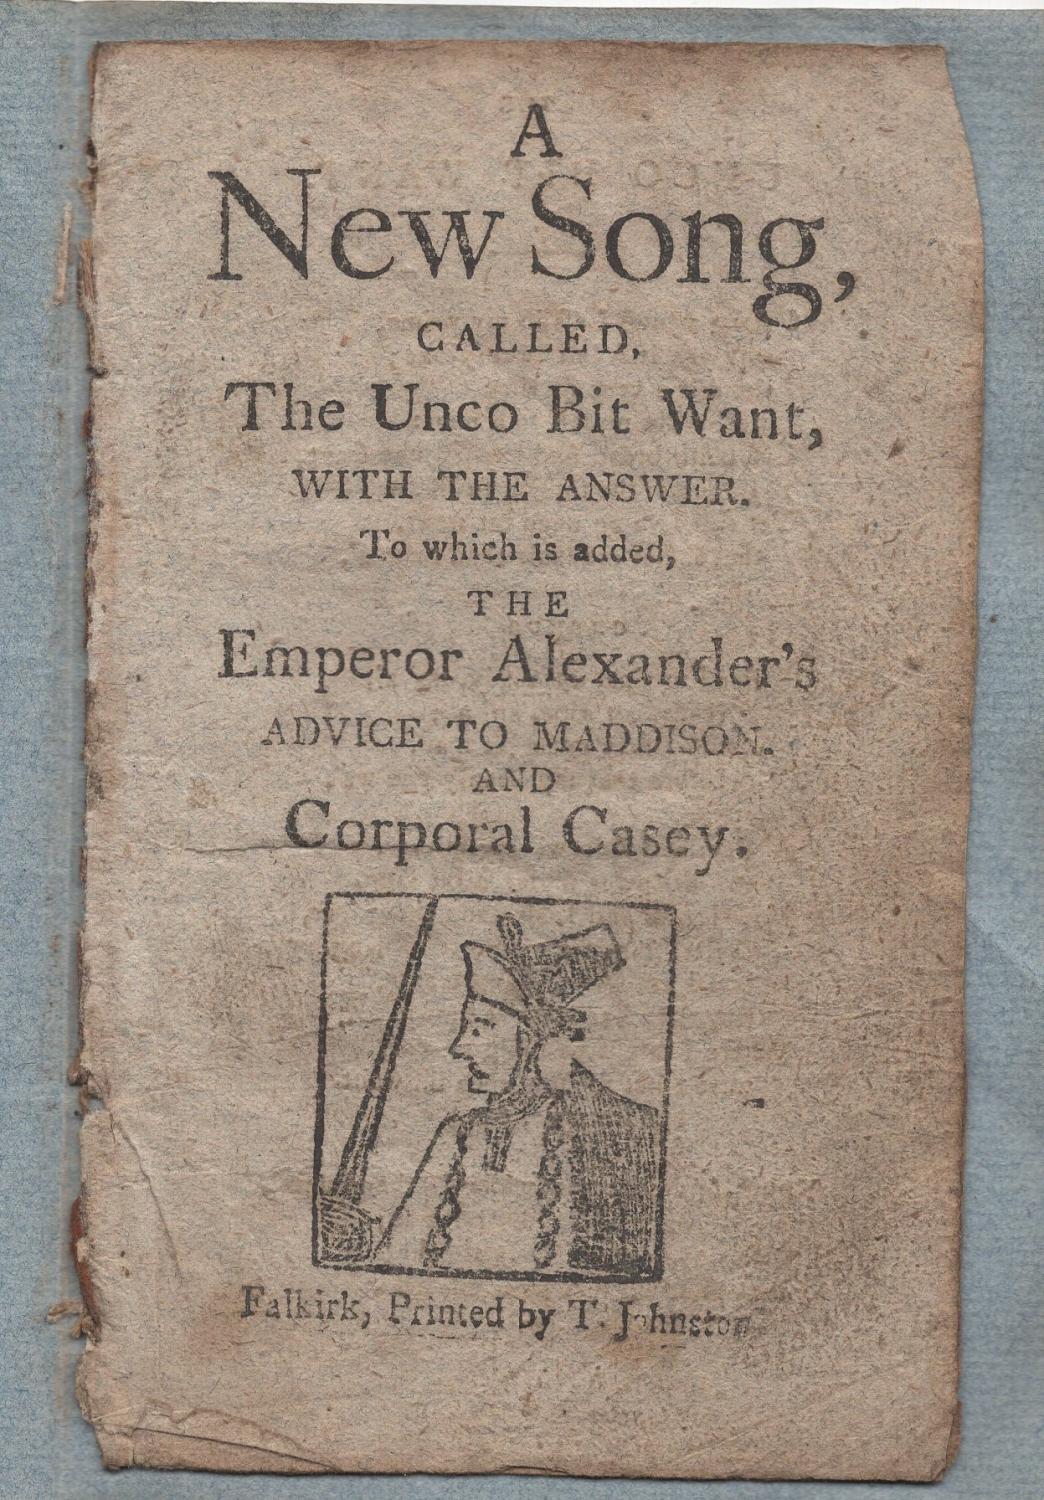 A
New Song,
CALLED,
The Unco Bit Want,
WITH THE ANSWER.
To which is added,
THE
Emperor Alexander's
ADVICE TO MADDISON.
AND
Corporal Casey.
Falkirk, Printed by T. Johnston